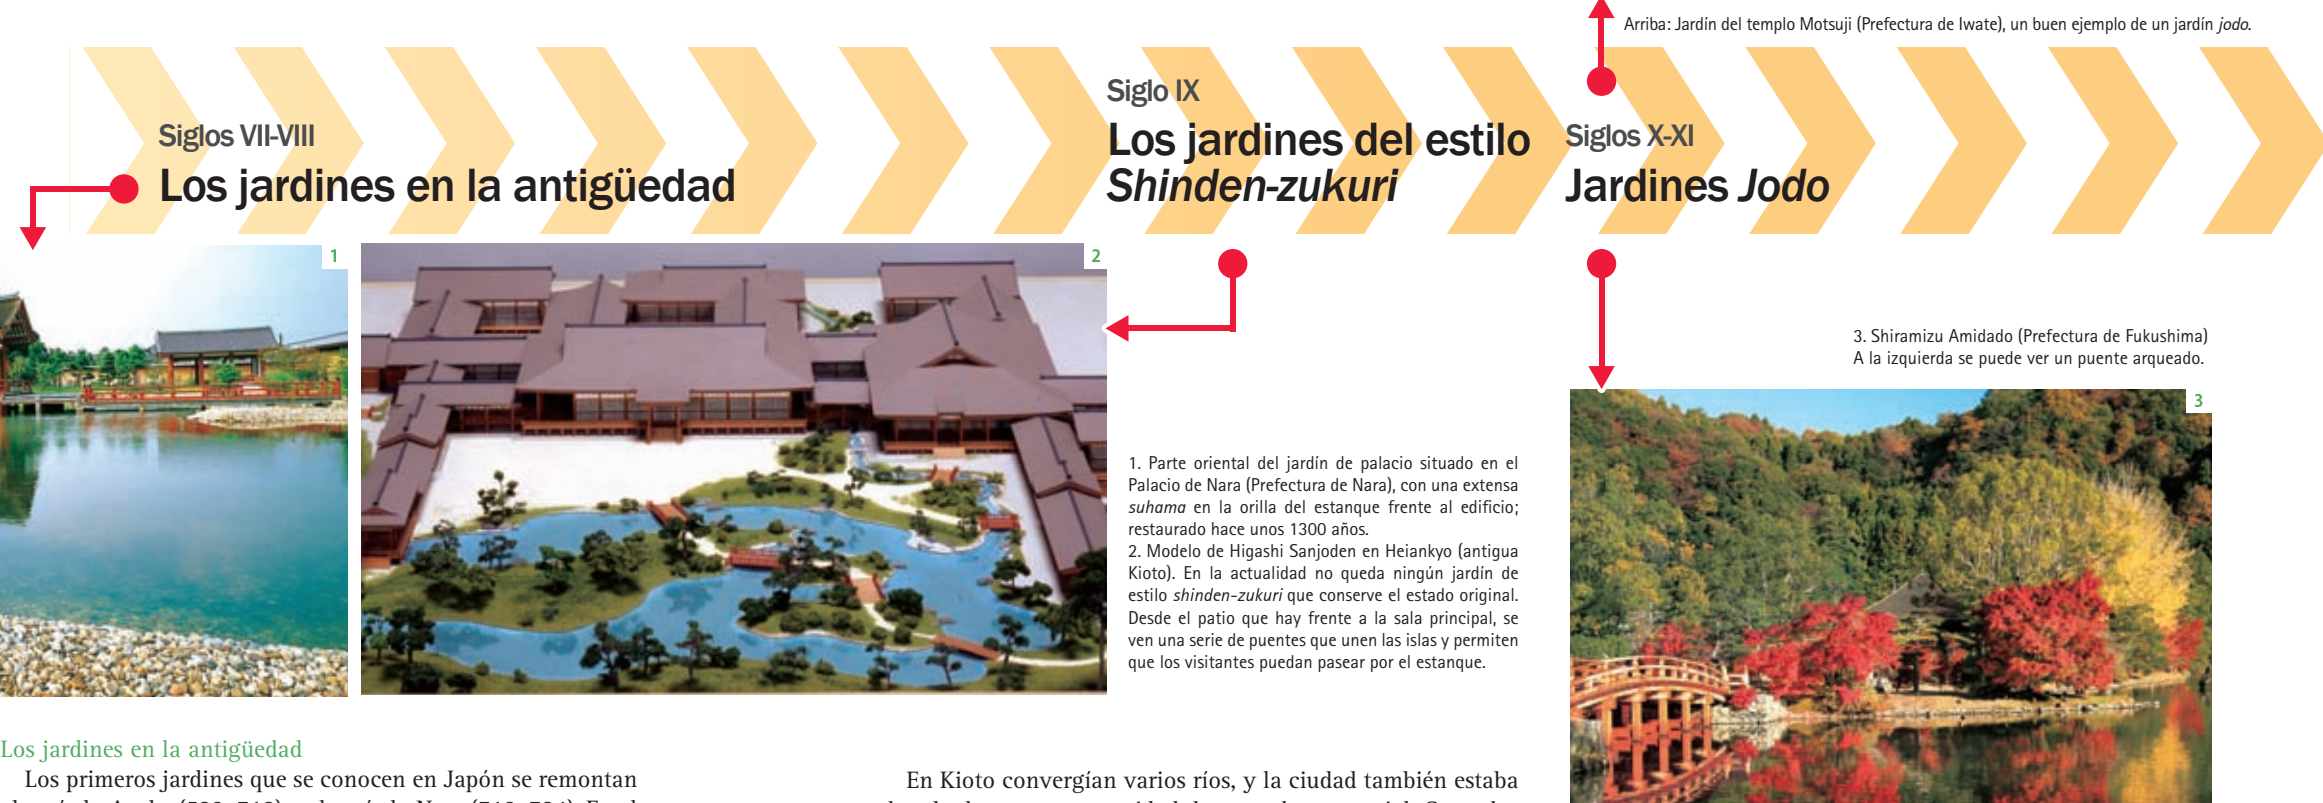 Arriba: Jardín del templo Motsuji (Prefectura de Iwate), un buen ejemplo de un jardín jodo.
Siglos VII-VIII
Los jardines en la antigüedad
Siglo IX
Los jardines del estilo
Shinden-zukuri
Siglos X-XI
Jardines Jodo
1
2
3. Shiramizu Amidado (Prefectura de Fukushima)
A la izquierda se puede ver un puente arqueado.
3
1. Parte oriental del jardín de palacio situado en el
Palacio de Nara (Prefectura de Nara), con una extensa
suhama en la orilla del estanque frente al edificio;
restaurado hace unos 1300 años.
2. Modelo de Higashi Sanjoden en Heiankyo (antigua
Kioto). En la actualidad no queda ningún jardín de
estilo shinden-zukuri que conserve el estado original.
Desde el patio que hay frente a la sala principal, se
ven una serie de puentes que unen las islas y permiten
que los visitantes puedan pasear por el estanque.
Los jardines en la antigüedad
Los primeros jardines que se conocen en Japón se remontan
En Kioto convergían varios ríos, y la ciudad también estaba